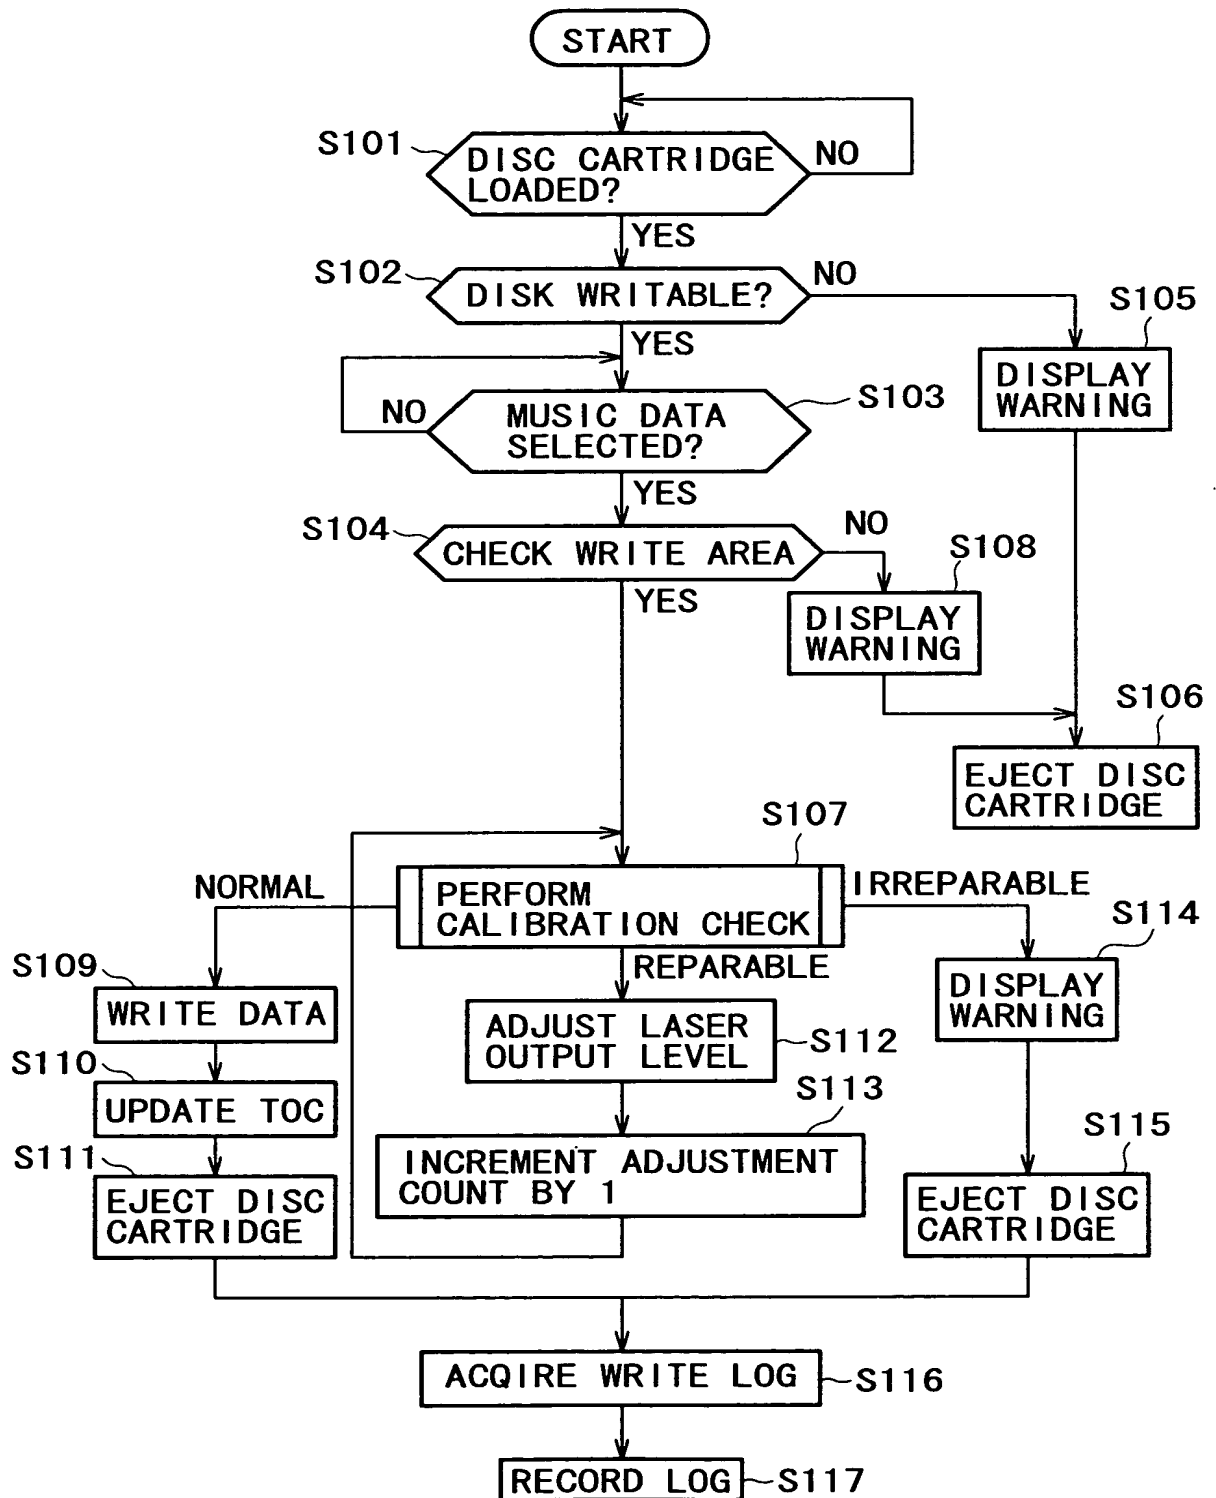 START
S101
DISC CARTRIDGE
LOADED?
NO
YES
S102
DISK WRITABLE?
NO
S105
YES
DISPLAY
WARNING
NO
MUSIC DATA
SELECTED?
S103
YES
S104
CHECK WRITE AREA
NO
S108
YES
DISPLAY
WARNING
S106
EJECT DISC
CARTRIDGE
S107
NORMAL
PERFORM
CALIBRATION CHECK
IRREPARABLE
S114
REPARABLE
S109
WRITE DATA
DISPLAY
WARNING
ADJUST LASER
OUTPUT LEVEL
S112
S110
UPDATE TOC
S113
S111
EJECT DISC
CARTRIDGE
INCREMENT ADJUSTMENT
COUNT BY 1
S115
EJECT DISC
CARTRIDGE
ACQIRE WRITE LOG
S116
RECORD LOG
S117